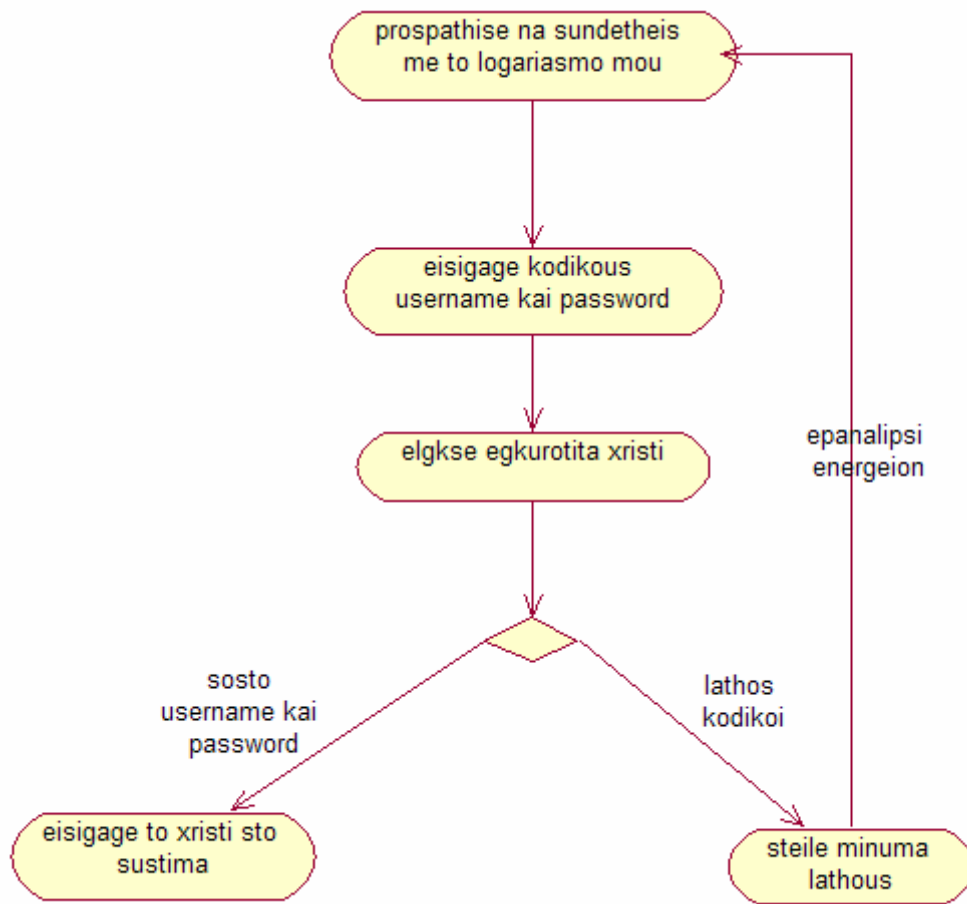 prospathise na sundetheis
me to logariasmo mou
eisigage kodikous
username kai password
elgkse egkurotita xristi
epanalipsi
energeion
sosto
username kai
password
lathos
kodikoi
eisigage to xristi sto
sustima
steile minuma
lathous